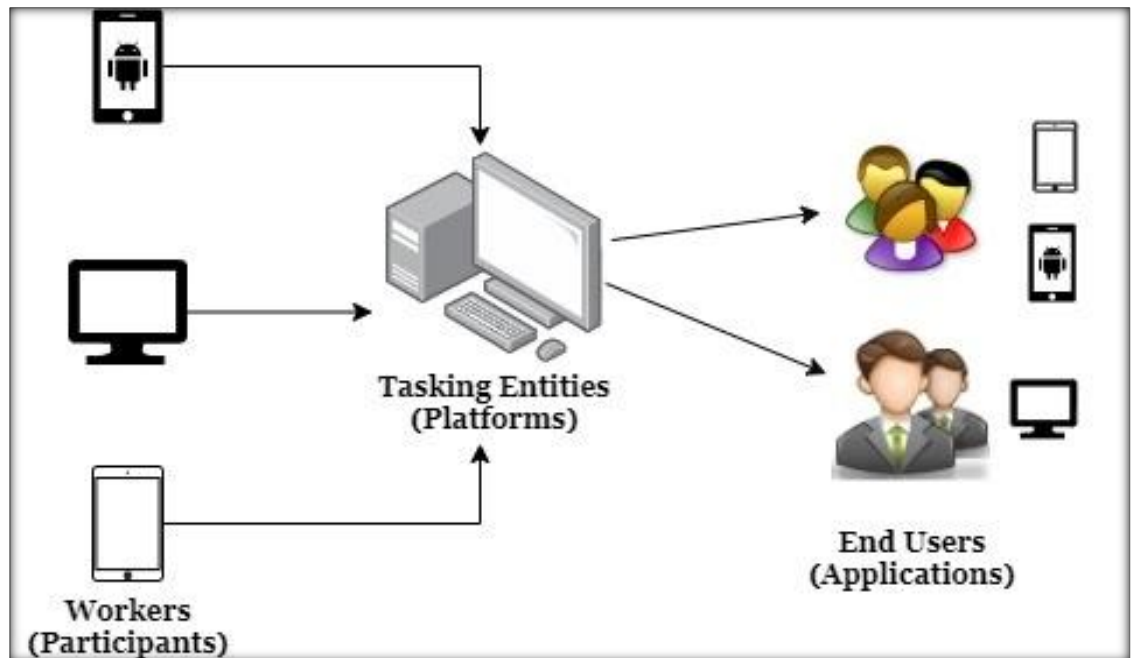 Tasking Entities
(Platforms)
End Users
(Applications)
Workers
(Participants)